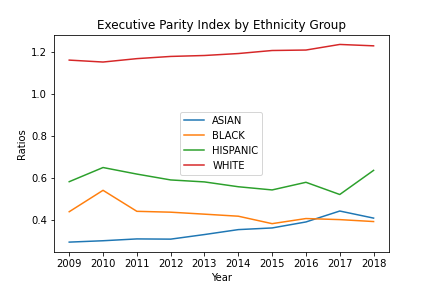 Executive Parity Index by Ethnicity Group
Ratios
1.2
1.0
0.8
0.6
0.4
ASIAN
BLACK
HISPANIC
WHITE
2009 2010 2011 2012 2013 2014 2015 2016 2017 2018
Year